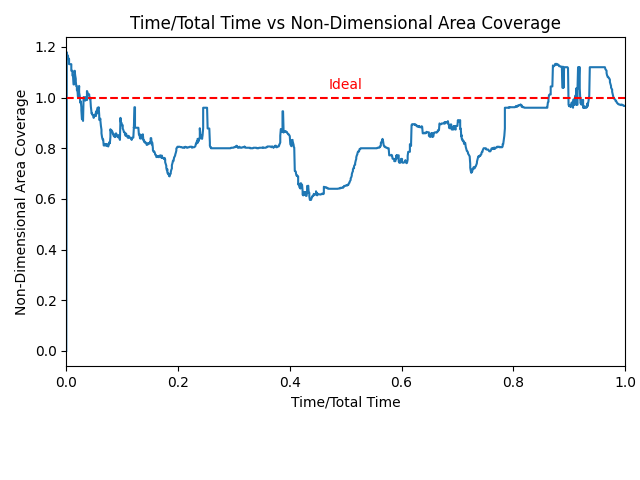 Time/Total Time vs Non-Dimensional Area Coverage
Non-Dimensional Area Coverage
1.2
1.0
0.8
0.6
0.4
0.2
0.0
Ideal
0.0 0.2 0.4 0.6 0.8 1.0
Time/Total Time